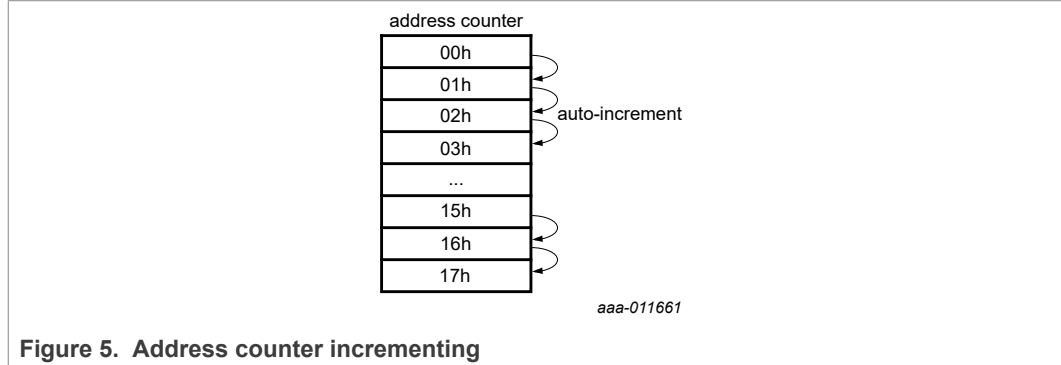 address counter
00h
01h
02h
auto-increment
03h
...
15h
16h
17h
aaa-011661
Figure 5. Address counter incrementing